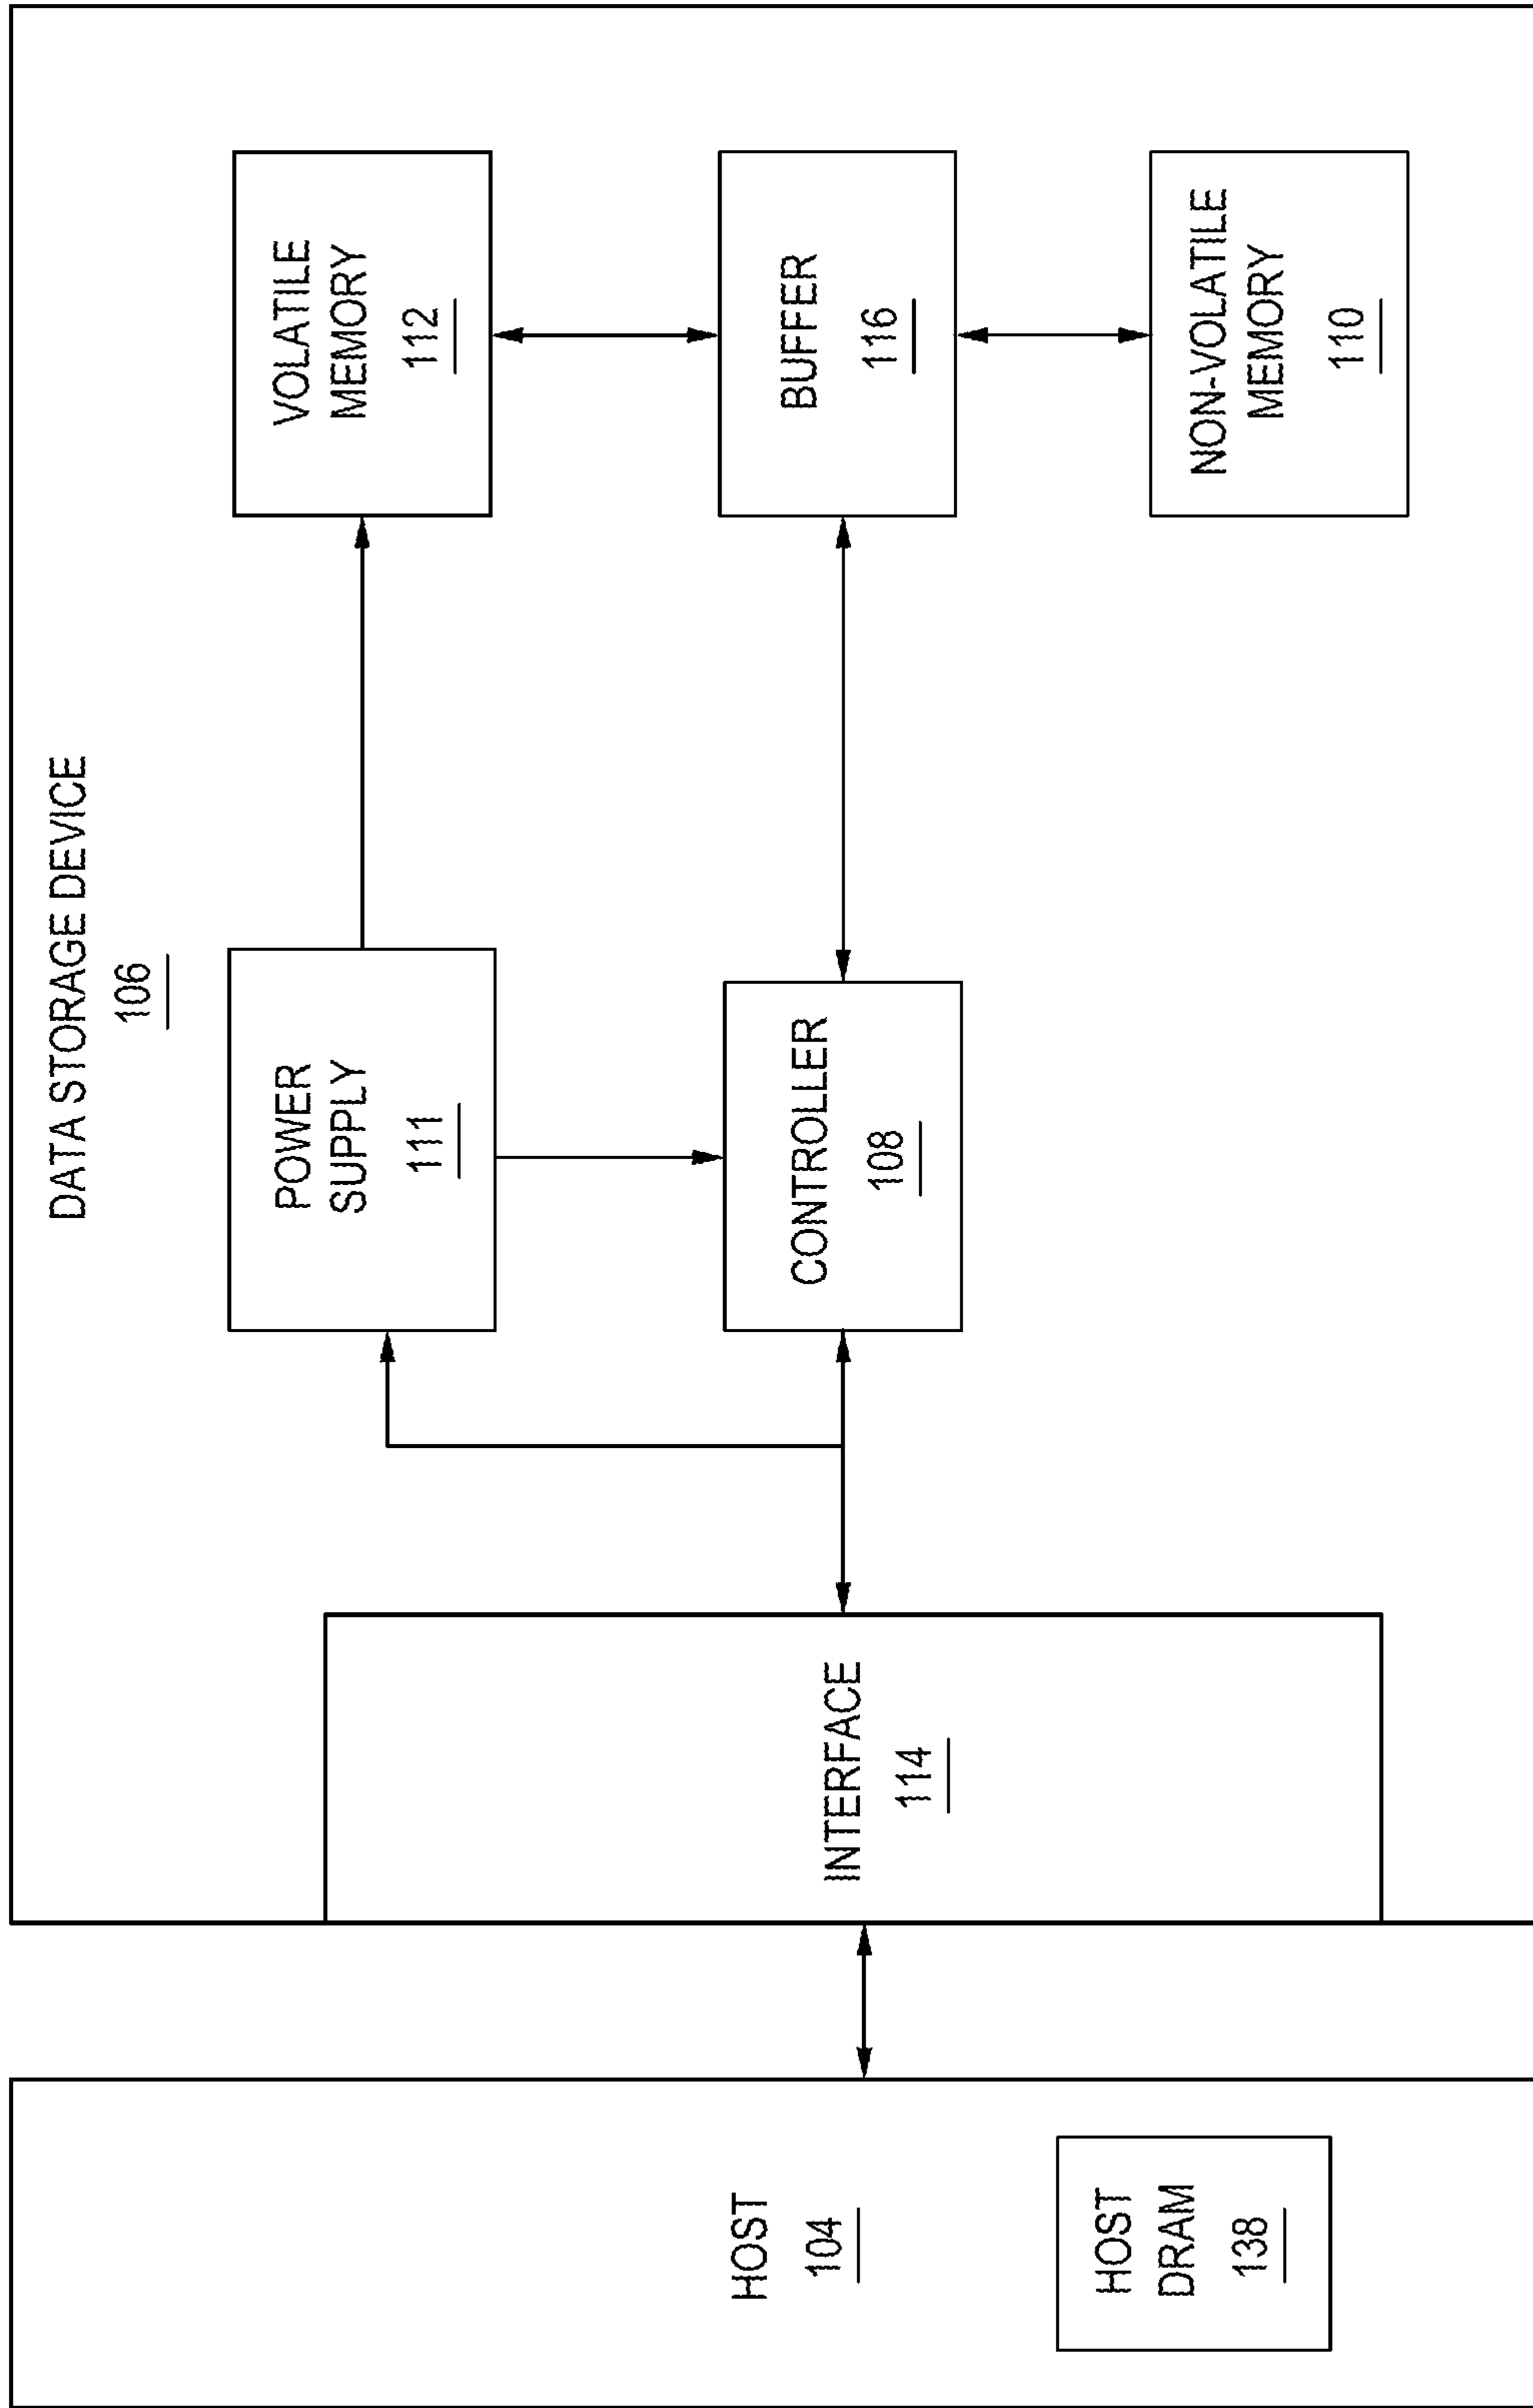 HOST
104
HOST
DRAM
138
DATA STORAGE DEVICE
106
INTERFACE
114
POWER
SUPPLY
111
CONTROLLER
108
VOLATILE
MEMORY
112
BUFFER
116
NON-VOLATILE
MEMORY
110